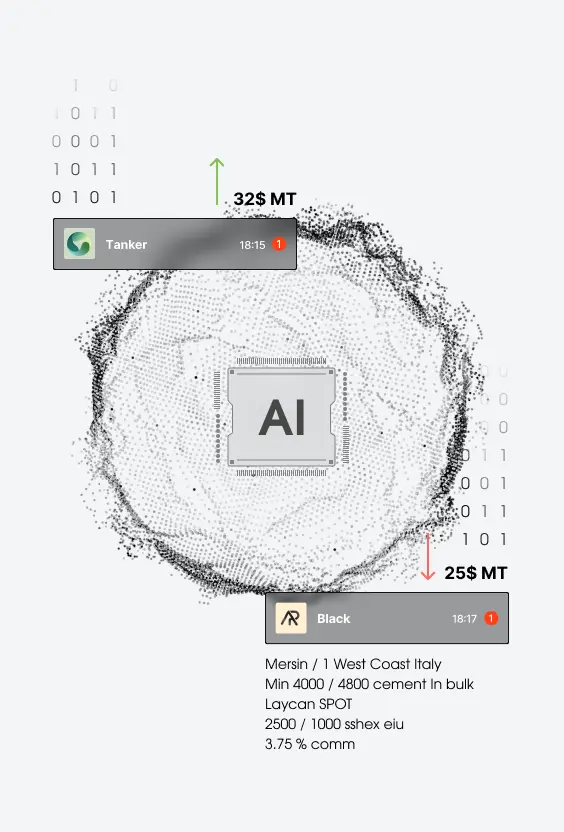 1 0
1 0 1 1
0 0 0 1
1 0 1 1
0 1 0 1
32$ MT
Tanker 18:15 1
AI
0 0
0
0
0 1 1
0 0 1
0 1 1
1 0 1
25$ MT
AR Black 18:17 1
Mersin / 1 West Coast Italy
Min 4000 / 4800 cement In bulk
Laycan SPOT
2500 / 1000 sshex eiu
3.75 % comm